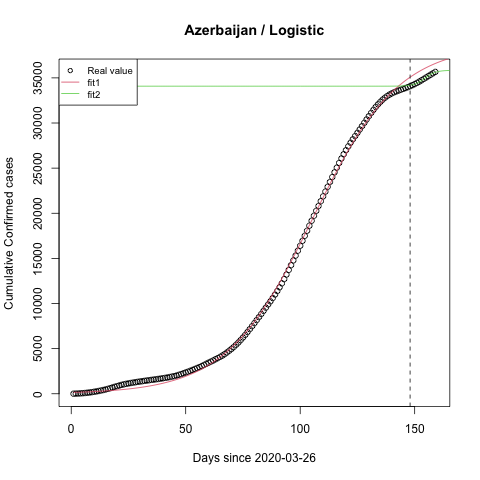 Azerbaijan / Logistic
Real value
fit1
fit2
Cumulative Confirmed cases
35000
30000
25000
20000
15000
10000
5000
0
0 50 100 150
Days since 2020-03-26